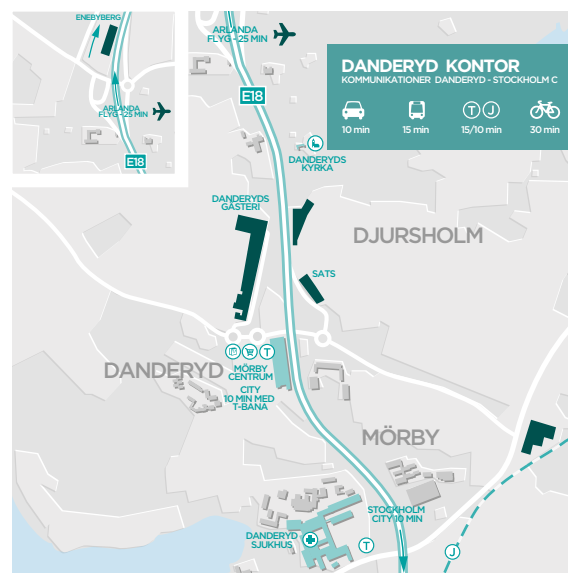 ENEBYBERG
ARLANDA
FLYG - 25 MIN
E18
ARLANDA
FLYG - 25 MIN
E18
DANDERYD KONTOR
KOMMUNIKATIONER DANDERYD - STOCKHOLM C
T J
10 min 15 min 15/10 min 30 min
DANDERYDS
KYRKA
DANDERYDS
GÄSTERI
DJURSHOLM
SATS
T
DANDERYD
MÖRBY
CENTRUM
CITY
10 MIN MED
T-BANA
MÖRBY
STOCKHOLM
CITY 10 MIN
DANDERYD
SJUKHUS
T
J